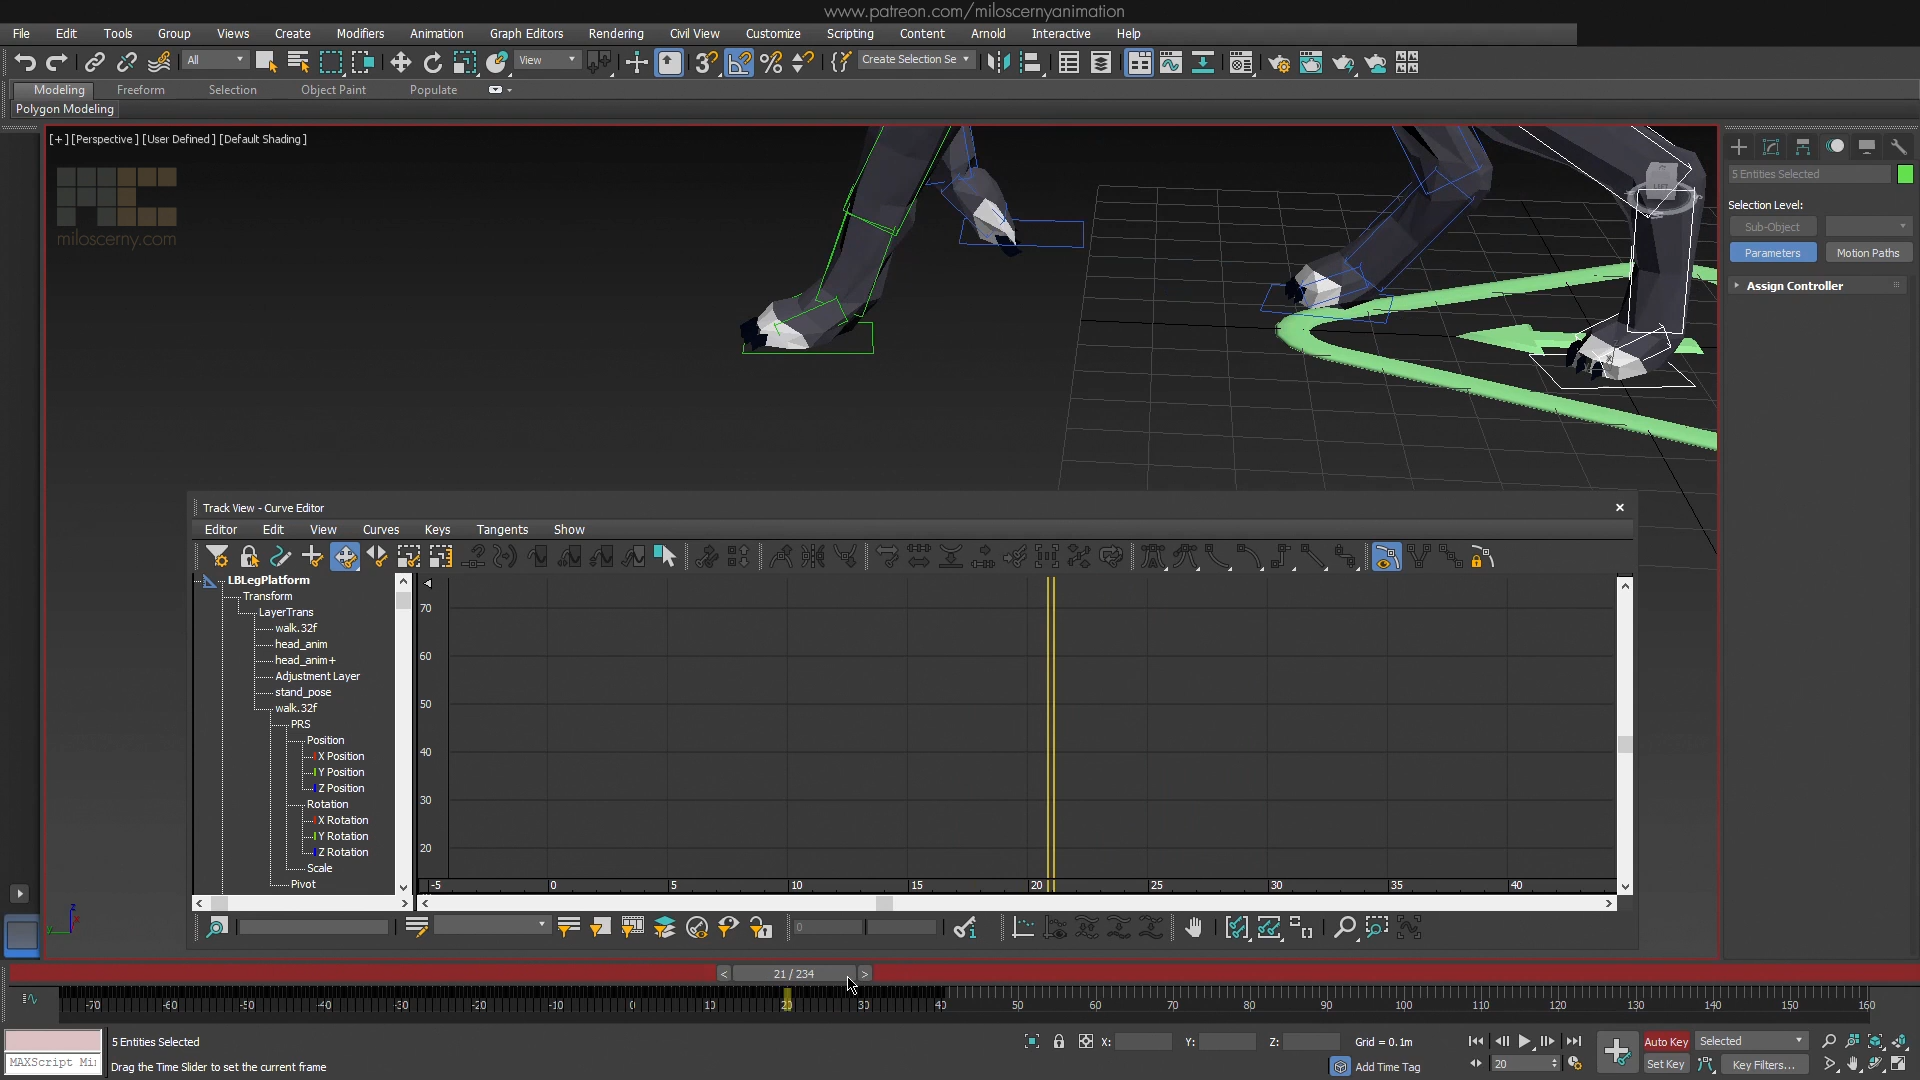 www.patreon.com/miloscernyanimation
File Edit Tools Group Views Create Modifiers Animation Graph Editors Rendering Civil View Customize Scripting Content Arnold Interactive Help
All View Create Selection Se
Modeling Freeform Selection Object Paint Populate
Polygon Modeling
[+] [Perspective] [User Defined] [Default Shading]
miloscerny.com
5 Entities Selected
Selection Level:
Sub-Object
Parameters Motion Paths
Assign Controller
Track View - Curve Editor
Editor Edit View Curves Keys Tangents Show
LBLegPlatform
Transform
LayerTrans
walk.32f
head_anim
head_anim+
Adjustment Layer
stand_pose
walk.32f
PRS
Position
X Position
Y Position
Z Position
Rotation
X Rotation
Y Rotation
Z Rotation
Scale
Pivot
70
60
50
40
30
20
-5 0 5 10 15 20 25 30 35 40
0
< 21 / 234 >
-70 -60 -50 -40 -30 -20 -10 0 10 20 30 40 50 60 70 80 90 100 110 120 130 140 150 160
5 Entities Selected X: Y: Z: Grid = 0.1m Auto Key Selected
MAXScript Mi Drag the Time Slider to set the current frame Add Time Tag 20 Set Key Key Filters...